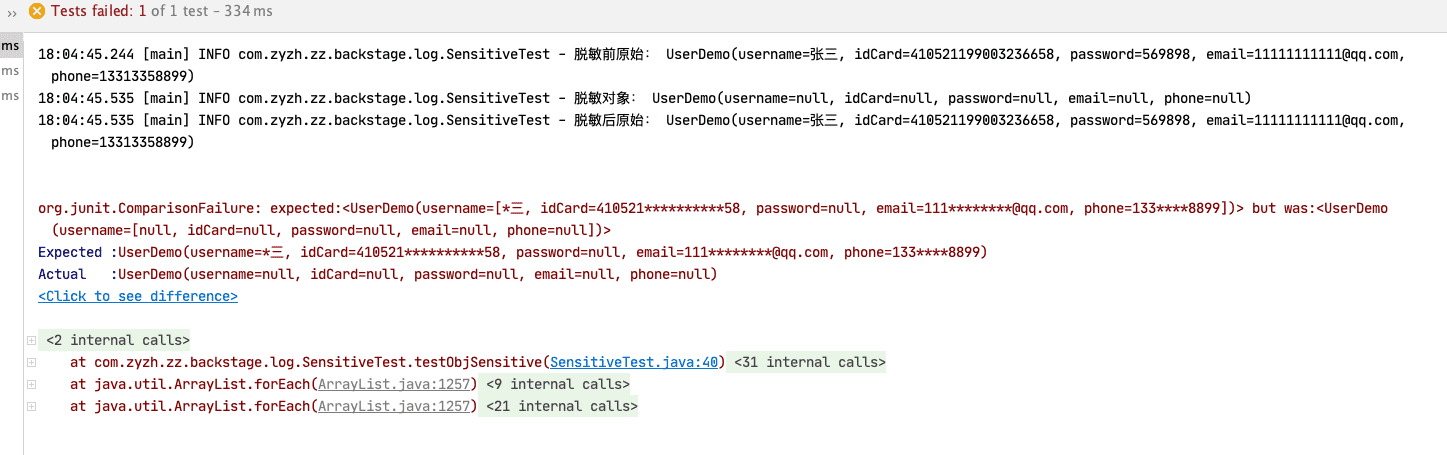 ›› Tests failed: 1 of 1 test – 334 ms
ms
ms
ms
18:04:45.244 [main] INFO com.zyzh.zz.backstage.log.SensitiveTest - 脱敏前原始： UserDemo(username=张三, idCard=410521199003236658, password=569898, email=11111111111@qq.com,
phone=13313358899)
18:04:45.535 [main] INFO com.zyzh.zz.backstage.log.SensitiveTest - 脱敏对象： UserDemo(username=null, idCard=null, password=null, email=null, phone=null)
18:04:45.535 [main] INFO com.zyzh.zz.backstage.log.SensitiveTest - 脱敏后原始： UserDemo(username=张三, idCard=410521199003236658, password=569898, email=11111111111@qq.com,
phone=13313358899)
org.junit.ComparisonFailure: expected:<UserDemo(username=[*三, idCard=410521**********58, password=null, email=111********@qq.com, phone=133****8899])> but was:<UserDemo
(username=[null, idCard=null, password=null, email=null, phone=null])>
Expected :UserDemo(username=*三, idCard=410521**********58, password=null, email=111********@qq.com, phone=133****8899)
Actual   :UserDemo(username=null, idCard=null, password=null, email=null, phone=null)
<Click to see difference>
<2 internal calls>
at com.zyzh.zz.backstage.log.SensitiveTest.testObjSensitive(SensitiveTest.java:40) <31 internal calls>
at java.util.ArrayList.forEach(ArrayList.java:1257) <9 internal calls>
at java.util.ArrayList.forEach(ArrayList.java:1257) <21 internal calls>